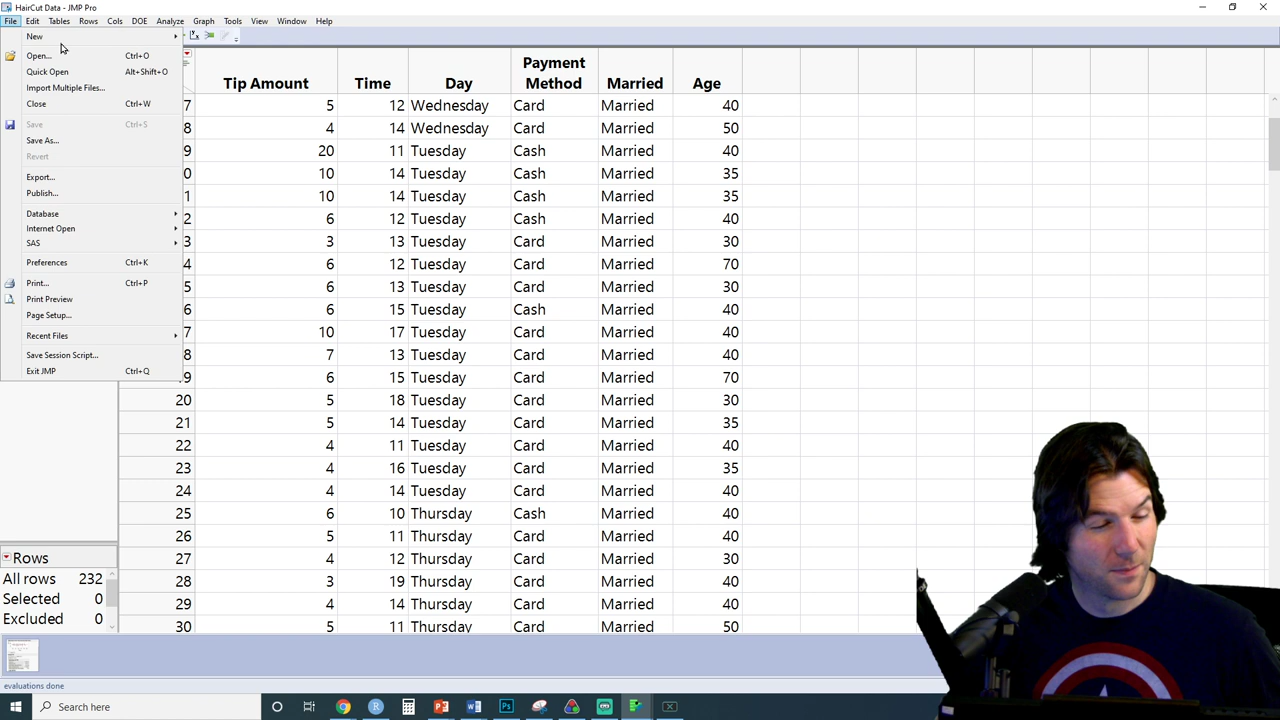 HairCut Data - JMP Pro
File Edit Tables Rows Cols DOE Analyze Graph Tools View Window Help
New
Open... Ctrl+O
Quick Open Alt+Shift+O
Import Multiple Files...
Close Ctrl+W
Save Ctrl+S
Save As...
Revert
Export...
Publish...
Database
Internet Open
SAS
Preferences Ctrl+K
Print... Ctrl+P
Print Preview
Page Setup...
Recent Files
Save Session Script...
Exit JMP Ctrl+Q
Tip Amount Time Day Payment Method Married Age
7 5 12 Wednesday Card Married 40
8 4 14 Wednesday Card Married 50
9 20 11 Tuesday Cash Married 40
0 10 14 Tuesday Cash Married 35
1 10 14 Tuesday Cash Married 35
2 6 12 Tuesday Cash Married 40
3 3 13 Tuesday Card Married 30
4 6 12 Tuesday Card Married 70
5 6 13 Tuesday Card Married 30
6 6 15 Tuesday Cash Married 40
7 10 17 Tuesday Card Married 40
8 7 13 Tuesday Card Married 40
19 6 15 Tuesday Card Married 70
20 5 18 Tuesday Card Married 30
21 5 14 Tuesday Card Married 35
22 4 11 Tuesday Card Married 40
23 4 16 Tuesday Card Married 35
24 4 14 Tuesday Card Married 40
25 6 10 Thursday Cash Married 40
26 5 11 Thursday Card Married 40
27 4 12 Thursday Card Married 30
28 3 19 Thursday Card Married 40
29 4 14 Thursday Card Married 40
30 5 11 Thursday Card Married 50
Rows
All rows 232
Selected 0
Excluded 0
evaluations done
Search here